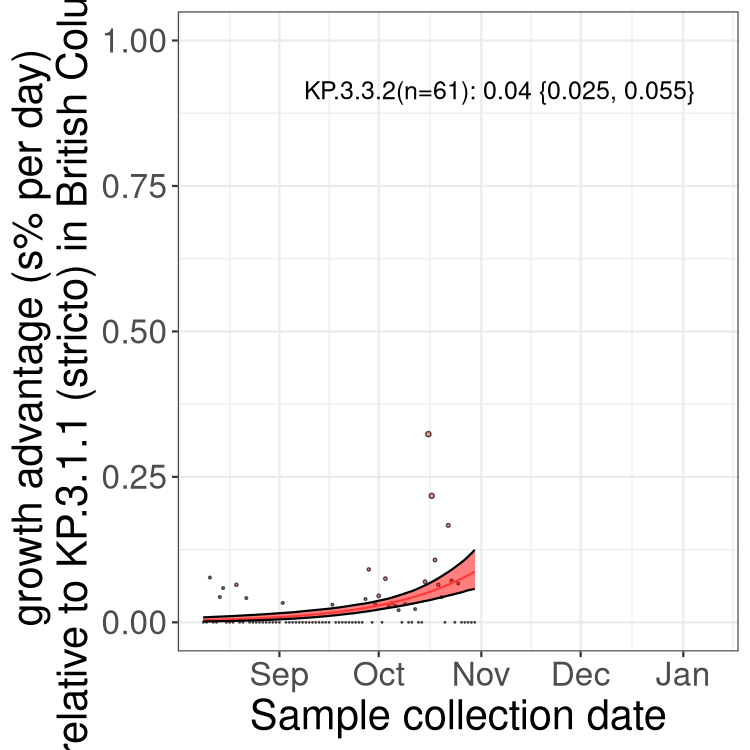 growth advantage (s% per day)
relative to KP.3.1.1 (stricto) in British Colu
1.00
0.75
0.50
0.25
0.00
KP.3.3.2(n=61): 0.04 {0.025, 0.055}
Sep Oct Nov Dec Jan
Sample collection date